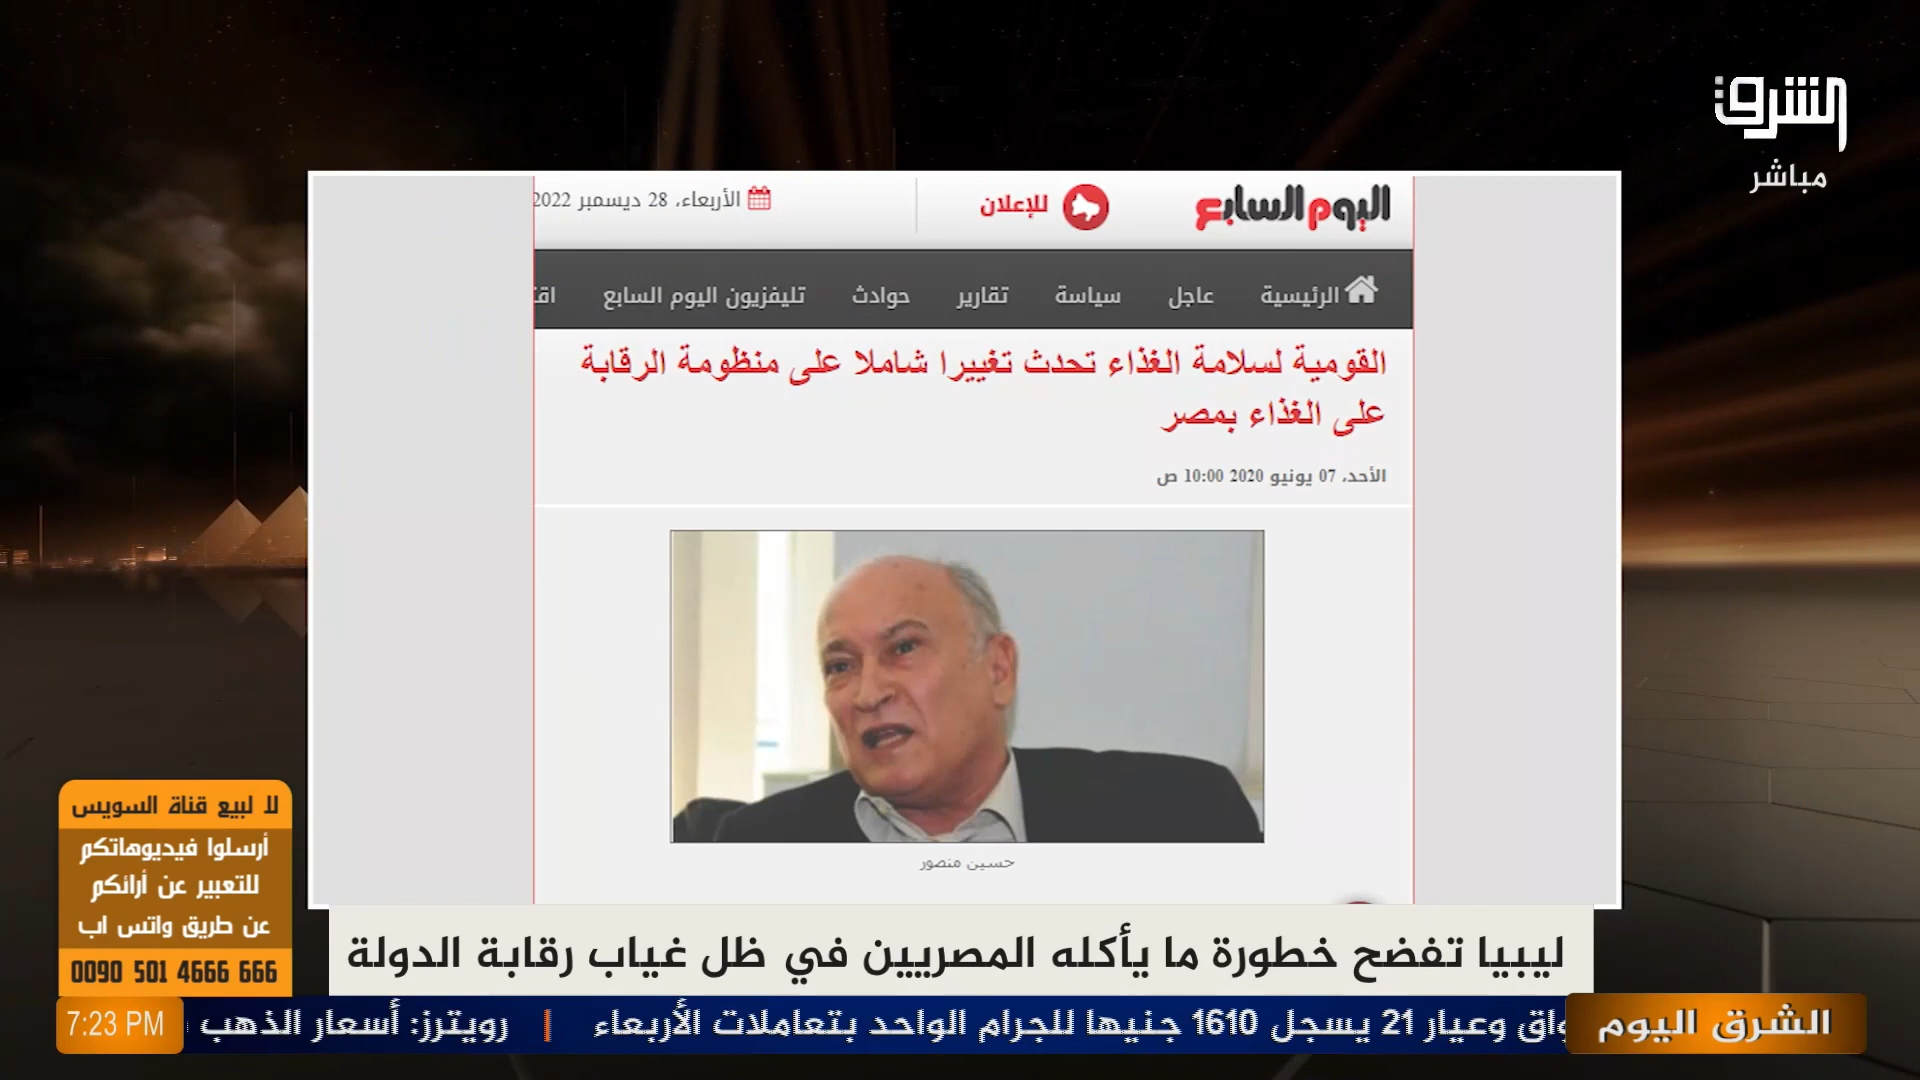 الشرق
مباشر
اليوم السابع
للإعلان
الأربعاء، 28 ديسمبر 2022
الرئيسية عاجل سياسة تقارير حوادث تليفزيون اليوم السابع
القومية لسلامة الغذاء تحدث تغييرا شاملا على منظومة الرقابة
على الغذاء بمصر
الأحد، 07 يونيو 2020 10:00 ص
حسين منصور
لا لبيع قناة السويس
أرسلوا فيديوهاتكم
للتعبير عن أرائكم
عن طريق واتس اب
0090 501 4666 666
ليبيا تفضح خطورة ما يأكله المصريين في ظل غياب رقابة الدولة
الشرق اليوم
وعيار 21 يسجل 1610 جنيها للجرام الواحد بتعاملات الأربعاء | رويترز: أسعار الذهب
7:23 PM